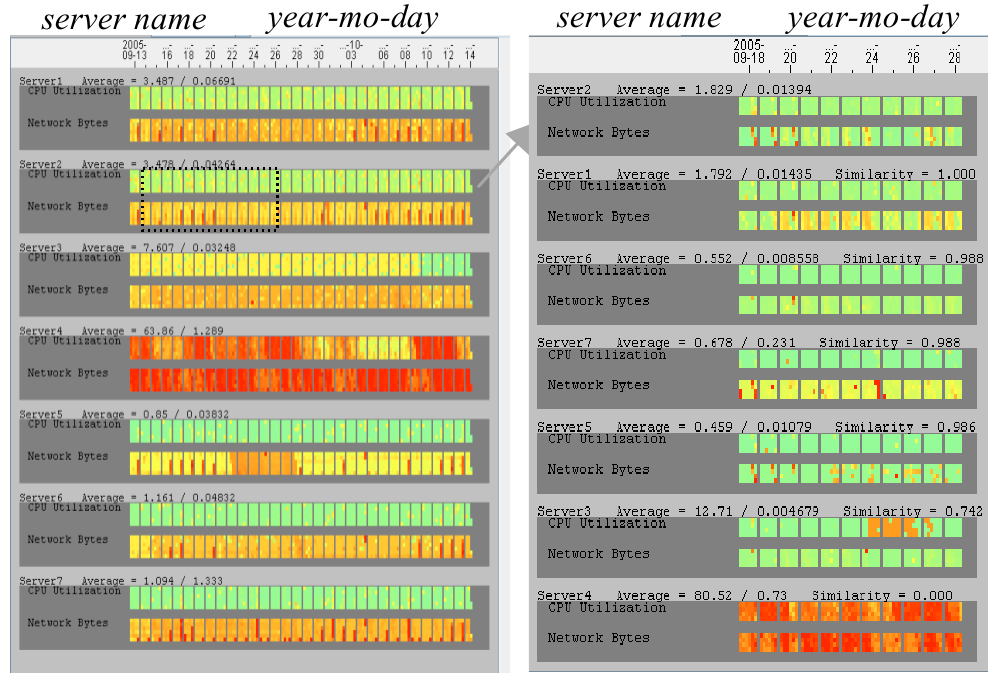 server name year-mo-day
2005- ...- ...- ...- ...- ...- ...- ...- ...- ...-10- ...- ...- ...- ...- ...- ...-
09-13 16 18 20 22 24 26 28 30 03 06 08 10 12 14
Server1 Average = 3.487 / 0.06691
CPU Utilization
Network Bytes
Server2 Average = 3.478 / 0.04264
CPU Utilization
Network Bytes
Server3 Average = 7.607 / 0.03248
CPU Utilization
Network Bytes
Server4 Average = 63.86 / 1.289
CPU Utilization
Network Bytes
Server5 Average = 0.85 / 0.03832
CPU Utilization
Network Bytes
Server6 Average = 1.161 / 0.04832
CPU Utilization
Network Bytes
Server7 Average = 1.094 / 1.333
CPU Utilization
Network Bytes
server name year-mo-day
2005- ...- ...- ...- ...- ...-
09-18 20 22 24 26 28
Server2 Average = 1.829 / 0.01394
CPU Utilization
Network Bytes
Server1 Average = 1.792 / 0.01435 Similarity = 1.000
CPU Utilization
Network Bytes
Server6 Average = 0.552 / 0.008558 Similarity = 0.988
CPU Utilization
Network Bytes
Server7 Average = 0.678 / 0.231 Similarity = 0.988
CPU Utilization
Network Bytes
Server5 Average = 0.459 / 0.01079 Similarity = 0.986
CPU Utilization
Network Bytes
Server3 Average = 12.71 / 0.004679 Similarity = 0.742
CPU Utilization
Network Bytes
Server4 Average = 80.52 / 0.73 Similarity = 0.000
CPU Utilization
Network Bytes